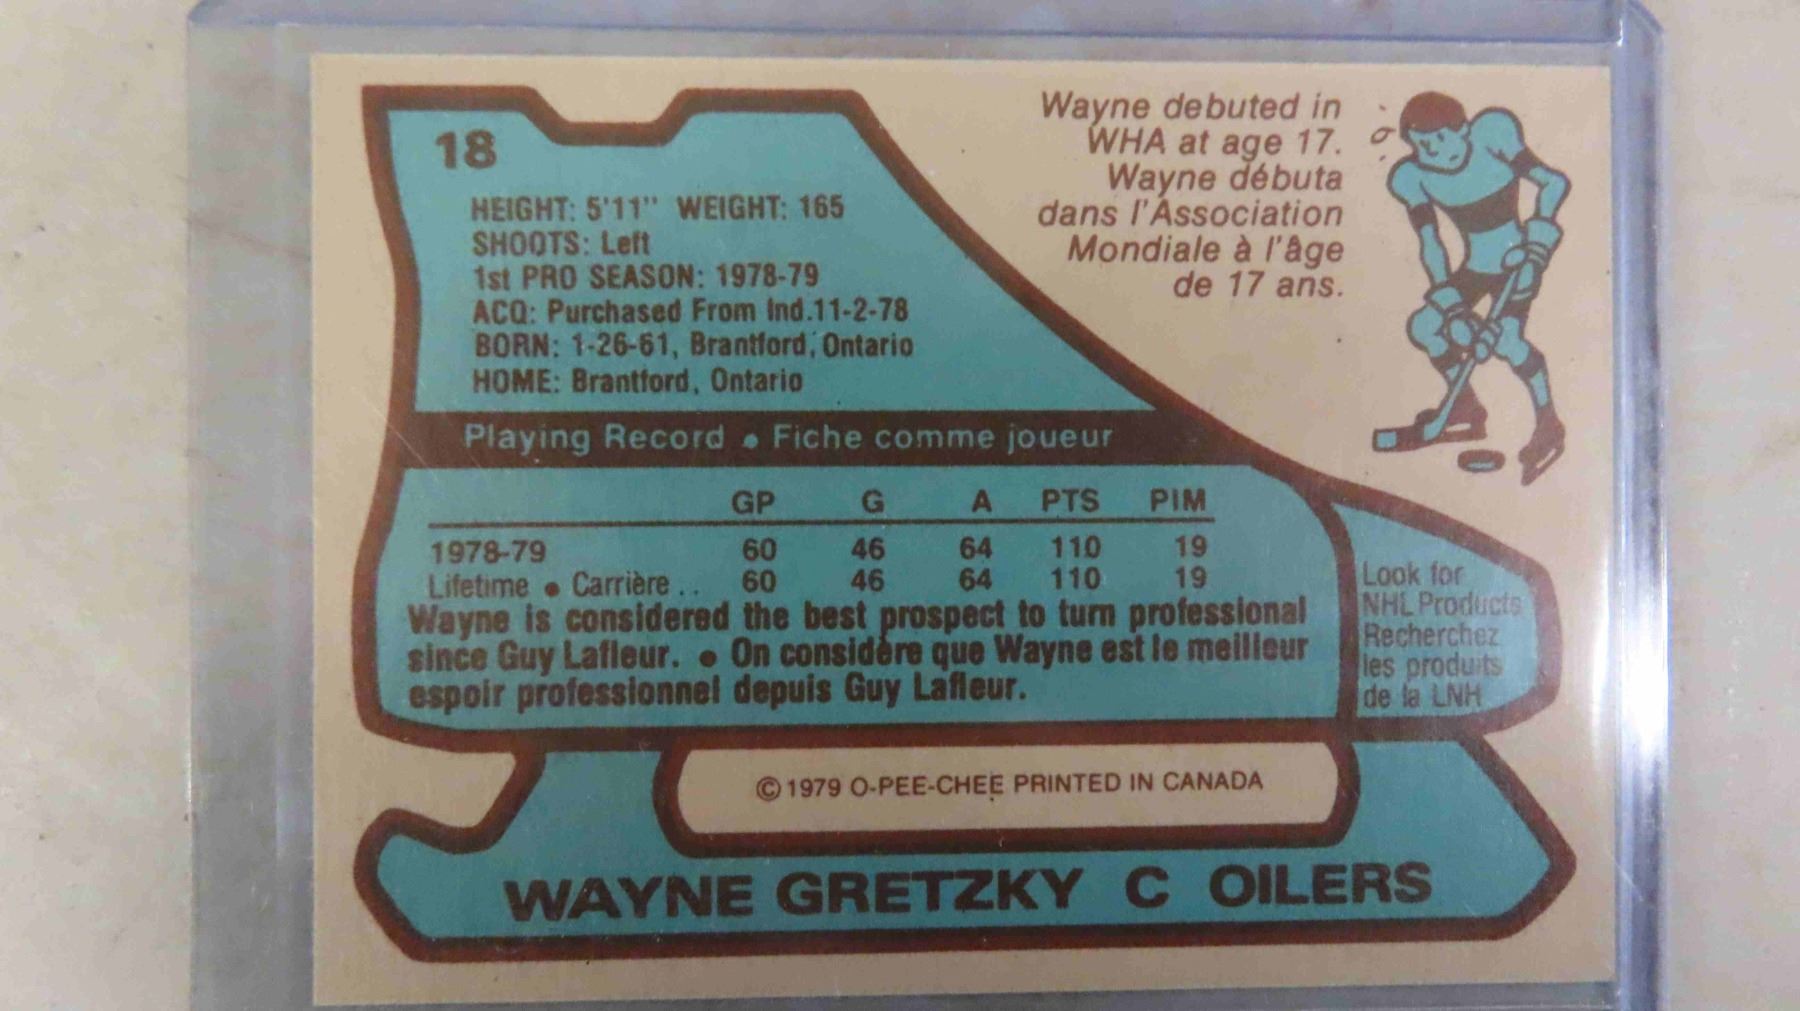 18
HEIGHT: 5'11" WEIGHT: 165
SHOOTS: Left
1st PRO SEASON: 1978-79
ACQ: Purchased From Ind.11-2-78
BORN: 1-26-61, Brantford, Ontario
HOME: Brantford, Ontario
Wayne debuted in
WHA at age 17.
Wayne débuta
dans l'Association
Mondiale à l'âge
de 17 ans.
Playing Record • Fiche comme joueur
GP G A PTS PIM
1978-79 60 46 64 110 19
Lifetime • Carrière .. 60 46 64 110 19
Wayne is considered the best prospect to turn professional
since Guy Lafleur. • On considère que Wayne est le meilleur
espoir professionnel depuis Guy Lafleur.
Look for
NHL Products
Recherchez
les produits
de la LNH
© 1979 O-PEE-CHEE PRINTED IN CANADA
WAYNE GRETZKY C OILERS